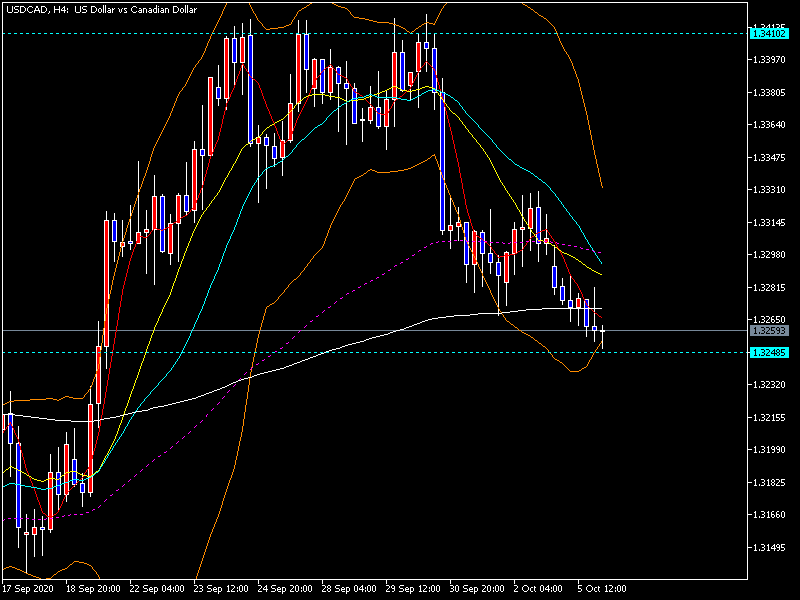 USDCAD, H4: US Dollar vs Canadian Dollar
1.34102
1.33970
1.33805
1.33640
1.33475
1.33310
1.33145
1.32980
1.32815
1.32650
1.32485
1.32320
1.32155
1.31990
1.31825
1.31660
1.31495
17 Sep 2020
18 Sep 20:00
22 Sep 04:00
23 Sep 12:00
24 Sep 20:00
28 Sep 04:00
29 Sep 12:00
30 Sep 20:00
2 Oct 04:00
5 Oct 12:00